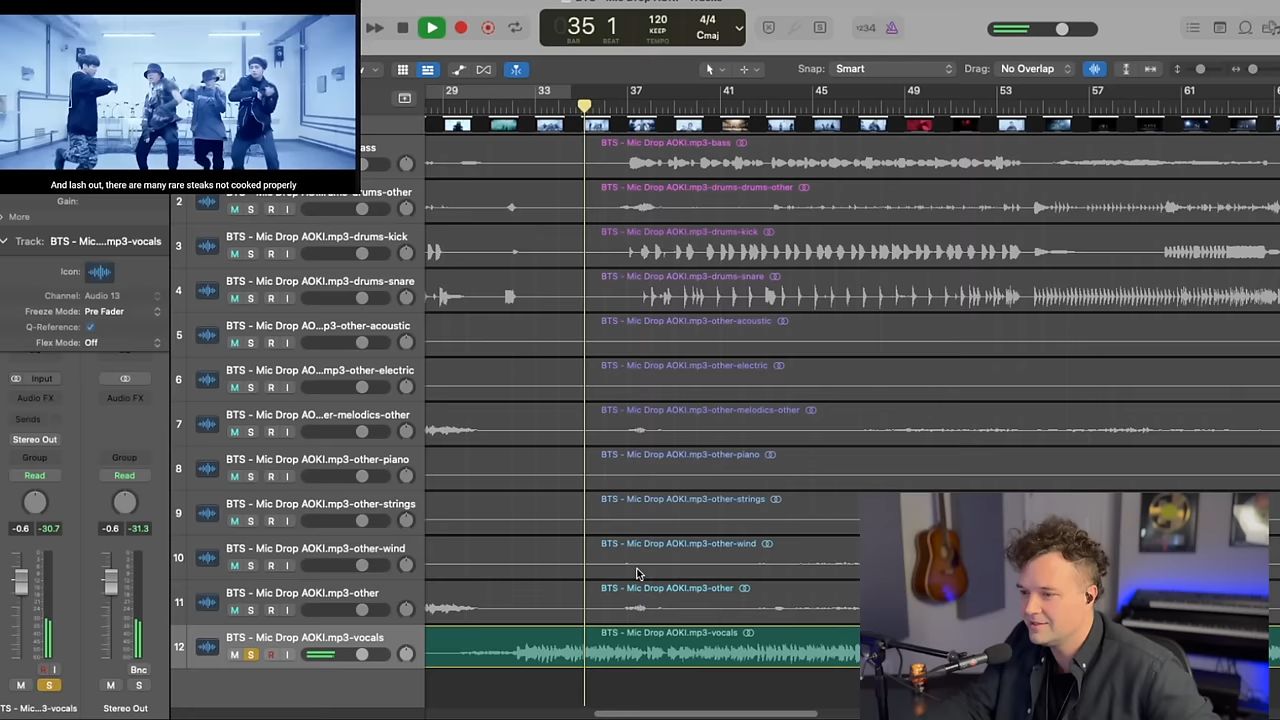 BTS - Mic Drop AOKI - Tracks
35 1
BAR BEAT
120
KEEP
TEMPO
4/4
Cmaj
1234
Snap: Smart
Drag: No Overlap
29 33 37 41 45 49 53 57 61
And lash out, there are many rare steaks not cooked properly
Gain:
More
Track: BTS - Mic....mp3-vocals
Icon:
Channel: Audio 13
Freeze Mode: Pre Fader
Q-Reference:
Flex Mode: Off
Input
Audio FX Audio FX
Sends
Stereo Out
Group Group
Read Read
-0.6 -30.7 -0.6 -31.3
R I
Bnc
M S M S
...-vocals Stereo Out
ass
BTS - Mic Drop AOKI.mp3-bass
2
drums-other
M S R I
BTS - Mic Drop AOKI.mp3-drums-drums-other
3
BTS - Mic Drop AOKI.mp3-drums-kick
M S R I
BTS - Mic Drop AOKI.mp3-drums-kick
4
BTS - Mic Drop AOKI.mp3-drums-snare
M S R I
BTS - Mic Drop AOKI.mp3-drums-snare
5
BTS - Mic Drop AO...p3-other-acoustic
M S R I
BTS - Mic Drop AOKI.mp3-other-acoustic
6
BTS - Mic Drop AO...mp3-other-electric
M S R I
BTS - Mic Drop AOKI.mp3-other-electric
7
BTS - Mic Drop AO...er-melodics-other
M S R I
BTS - Mic Drop AOKI.mp3-other-melodics-other
8
BTS - Mic Drop AOKI.mp3-other-piano
M S R I
BTS - Mic Drop AOKI.mp3-other-piano
9
BTS - Mic Drop AOKI.mp3-other-strings
M S R I
BTS - Mic Drop AOKI.mp3-other-strings
10
BTS - Mic Drop AOKI.mp3-other-wind
M S R I
BTS - Mic Drop AOKI.mp3-other-wind
11
BTS - Mic Drop AOKI.mp3-other
M S R I
BTS - Mic Drop AOKI.mp3-other
12
BTS - Mic Drop AOKI.mp3-vocals
M S R I
BTS - Mic Drop AOKI.mp3-vocals